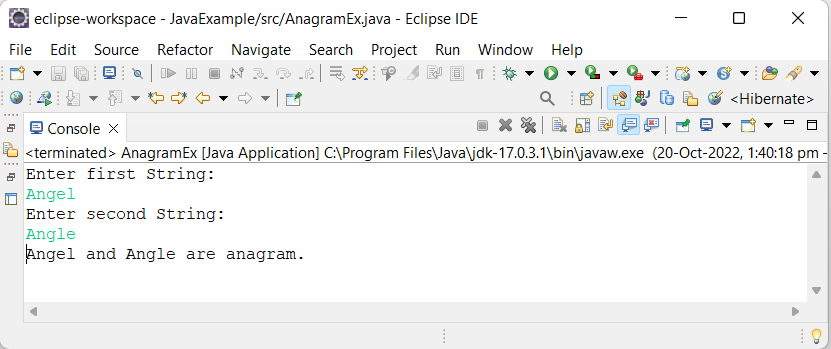 eclipse-workspace - JavaExample/src/AnagramEx.java - Eclipse IDE
File Edit Source Refactor Navigate Search Project Run Window Help
<Hibernate>
Console
<terminated> AnagramEx [Java Application] C:\Program Files\Java\jdk-17.0.3.1\bin\javaw.exe (20-Oct-2022, 1:40:18 pm –
Enter first String:
Angel
Enter second String:
Angle
Angel and Angle are anagram.